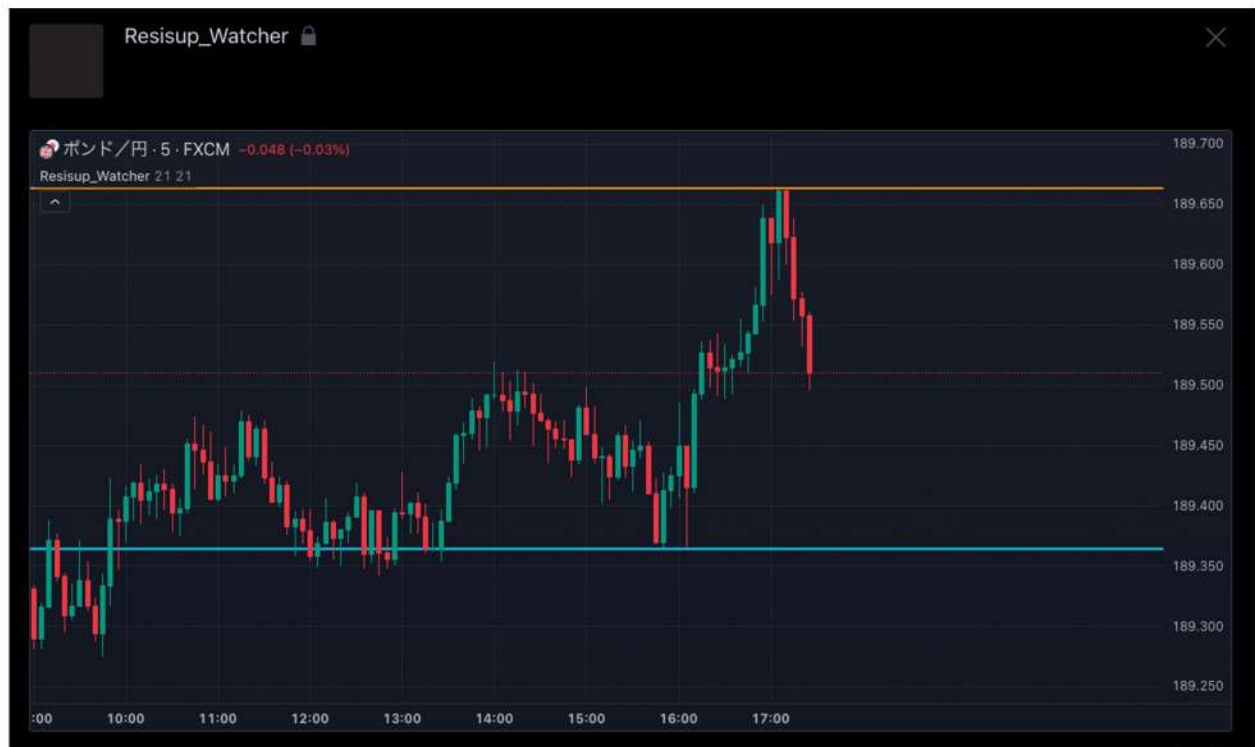 Resisup_Watcher
ポンド／円 · 5 · FXCM −0.048 (−0.03%)
Resisup_Watcher 21 21
189.700
189.650
189.600
189.550
189.500
189.450
189.400
189.350
189.300
189.250
:00 10:00 11:00 12:00 13:00 14:00 15:00 16:00 17:00